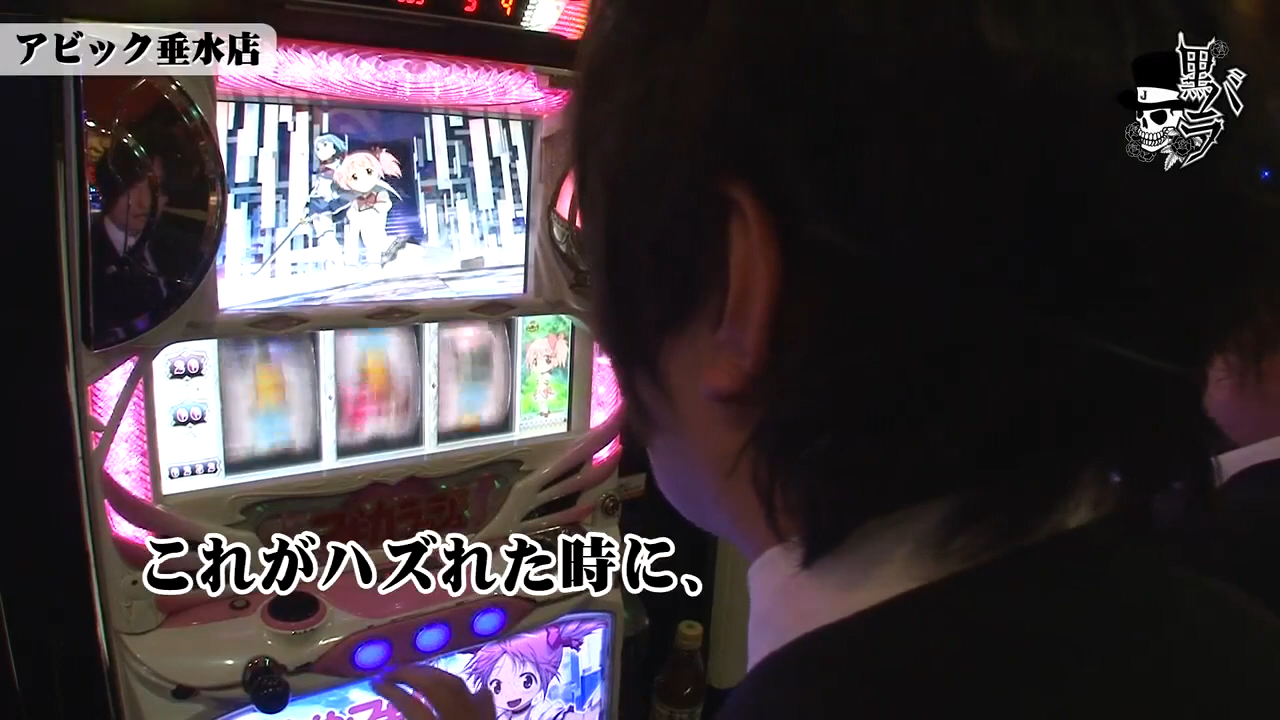 アビック垂水店
黒バラ
これがハズれた時に、